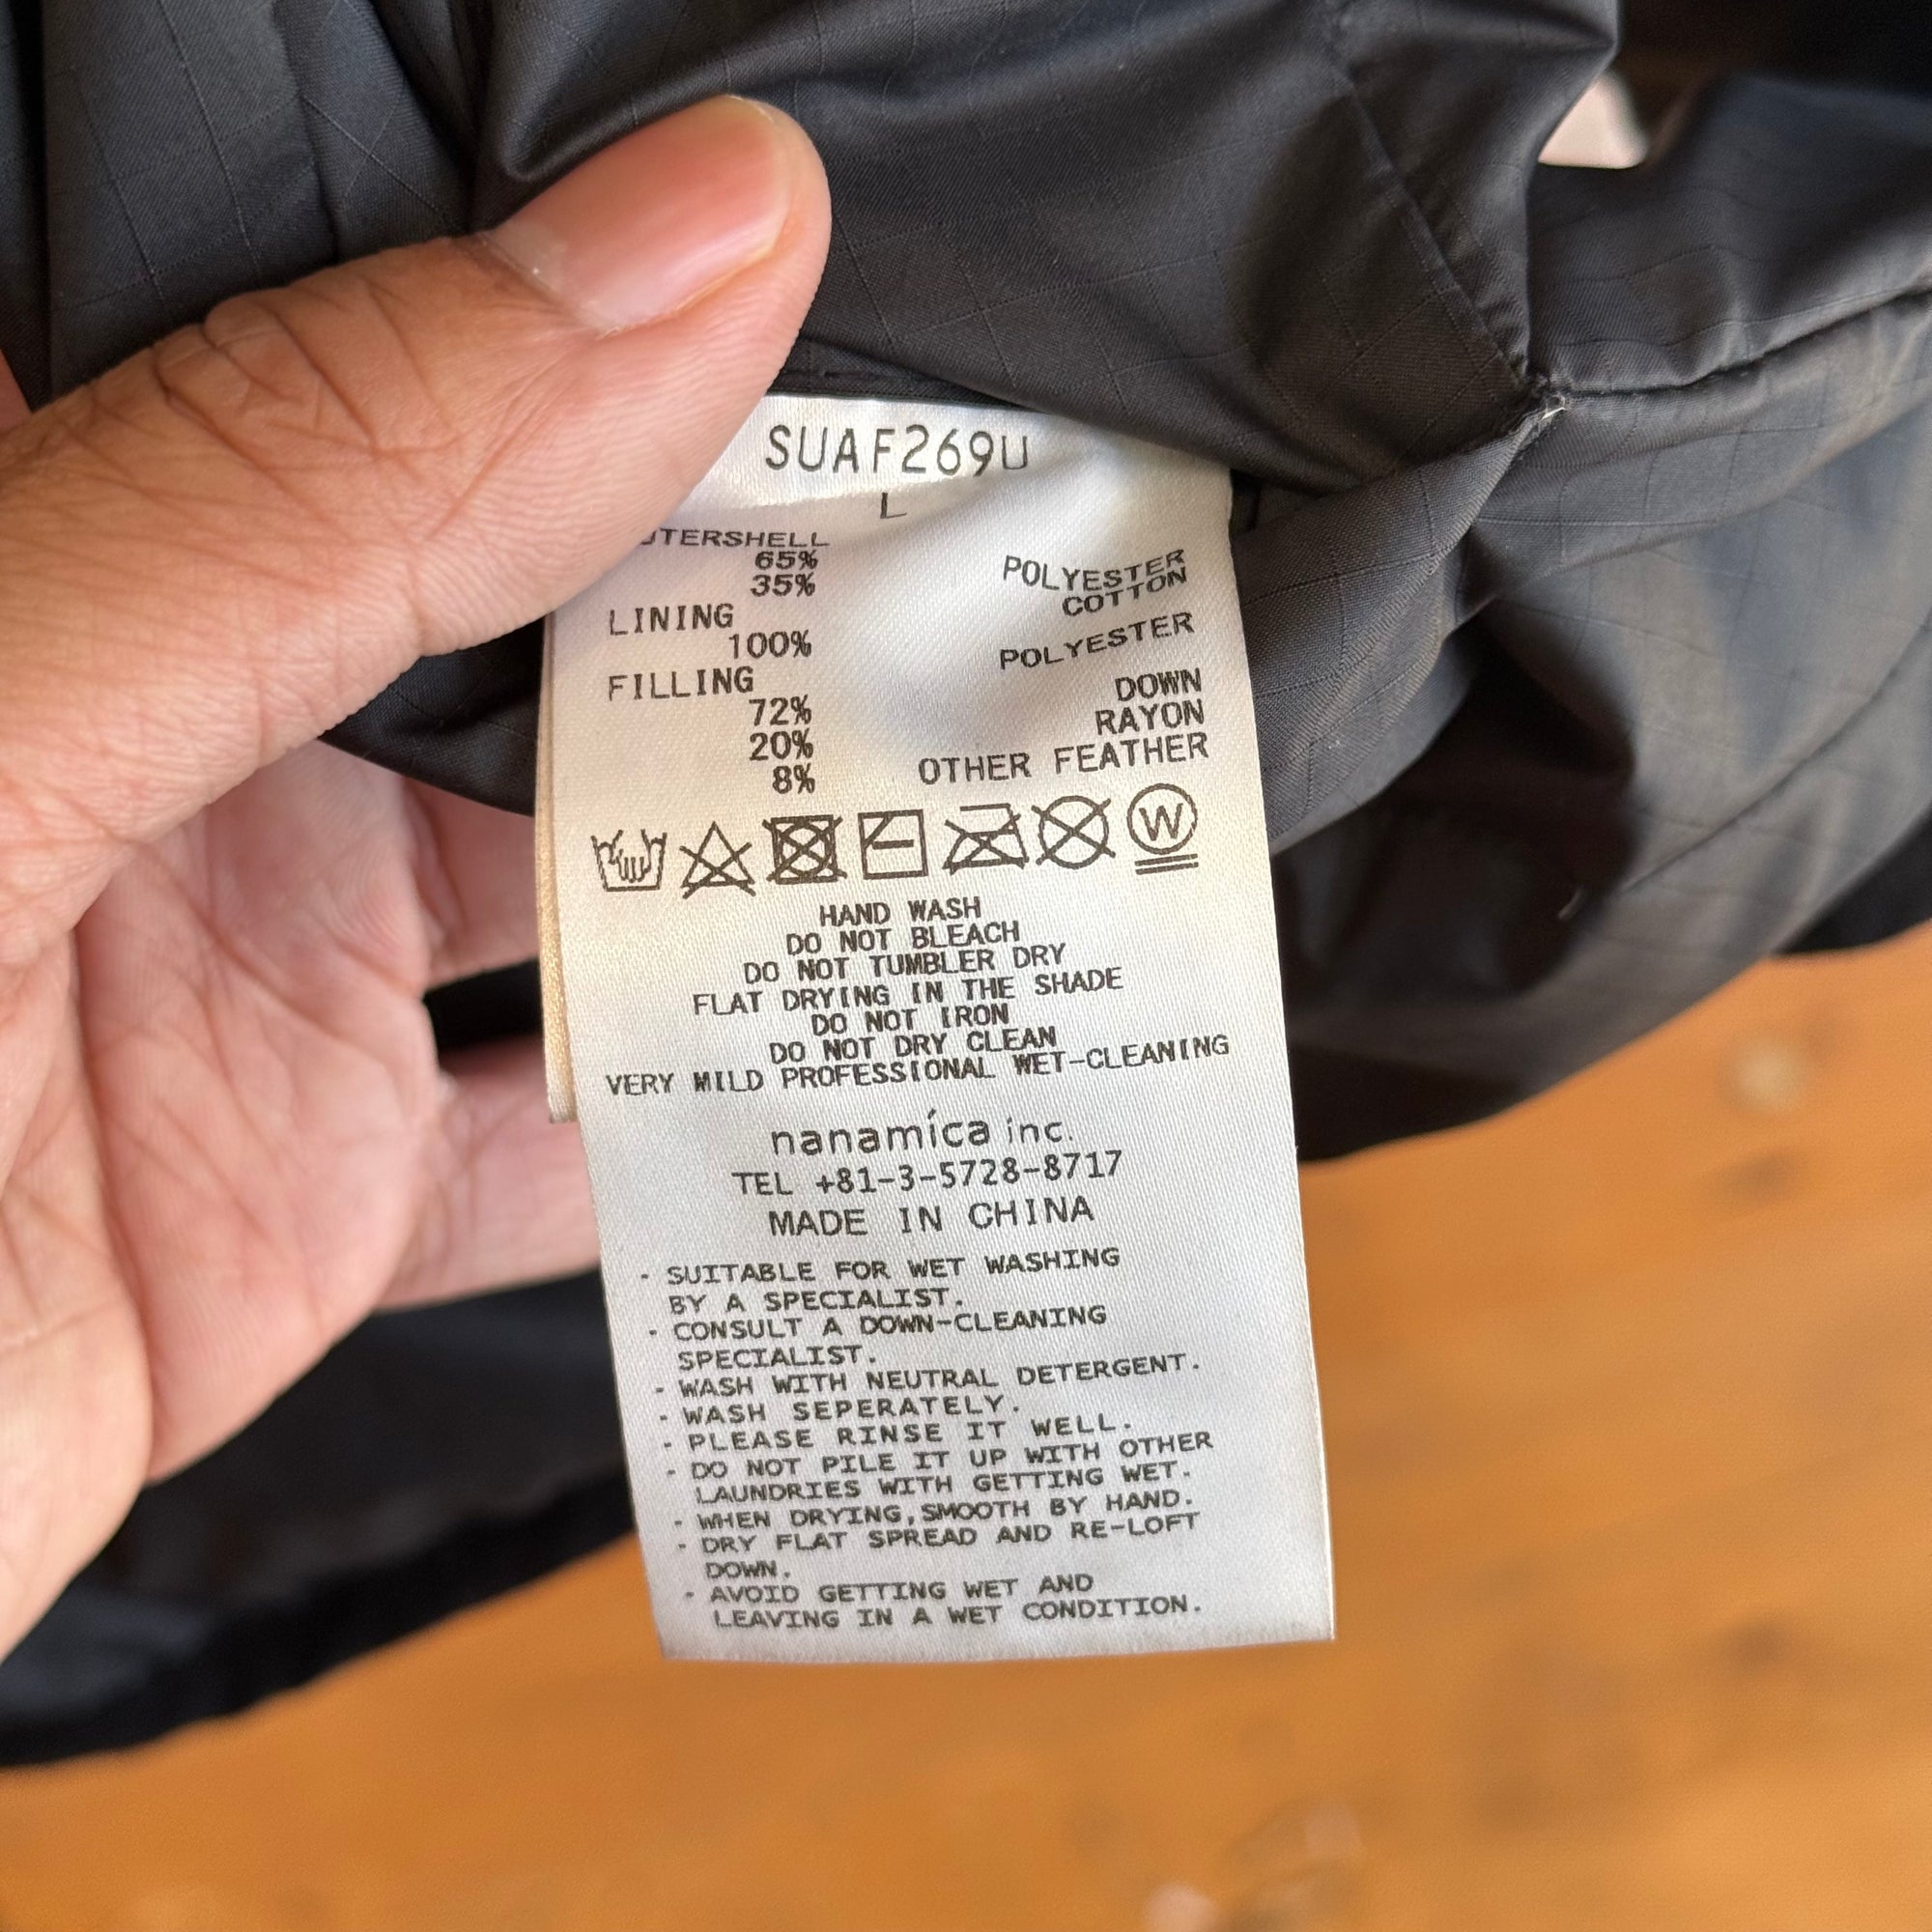 SUAF269U
L
UTERSHELL
65% POLYESTER
35% COTTON
LINING
100% POLYESTER
FILLING
72% DOWN
20% RAYON
8% OTHER FEATHER
W
HAND WASH
DO NOT BLEACH
DO NOT TUMBLER DRY
FLAT DRYING IN THE SHADE
DO NOT IRON
DO NOT DRY CLEAN
VERY MILD PROFESSIONAL WET-CLEANING
nanamíca inc.
TEL +81-3-5728-8717
MADE IN CHINA
- SUITABLE FOR WET WASHING
BY A SPECIALIST.
- CONSULT A DOWN-CLEANING
SPECIALIST.
- WASH WITH NEUTRAL DETERGENT.
- WASH SEPERATELY.
- PLEASE RINSE IT WELL.
- DO NOT PILE IT UP WITH OTHER
LAUNDRIES WITH GETTING WET.
- WHEN DRYING,SMOOTH BY HAND.
- DRY FLAT SPREAD AND RE-LOFT
DOWN.
- AVOID GETTING WET AND
LEAVING IN A WET CONDITION.